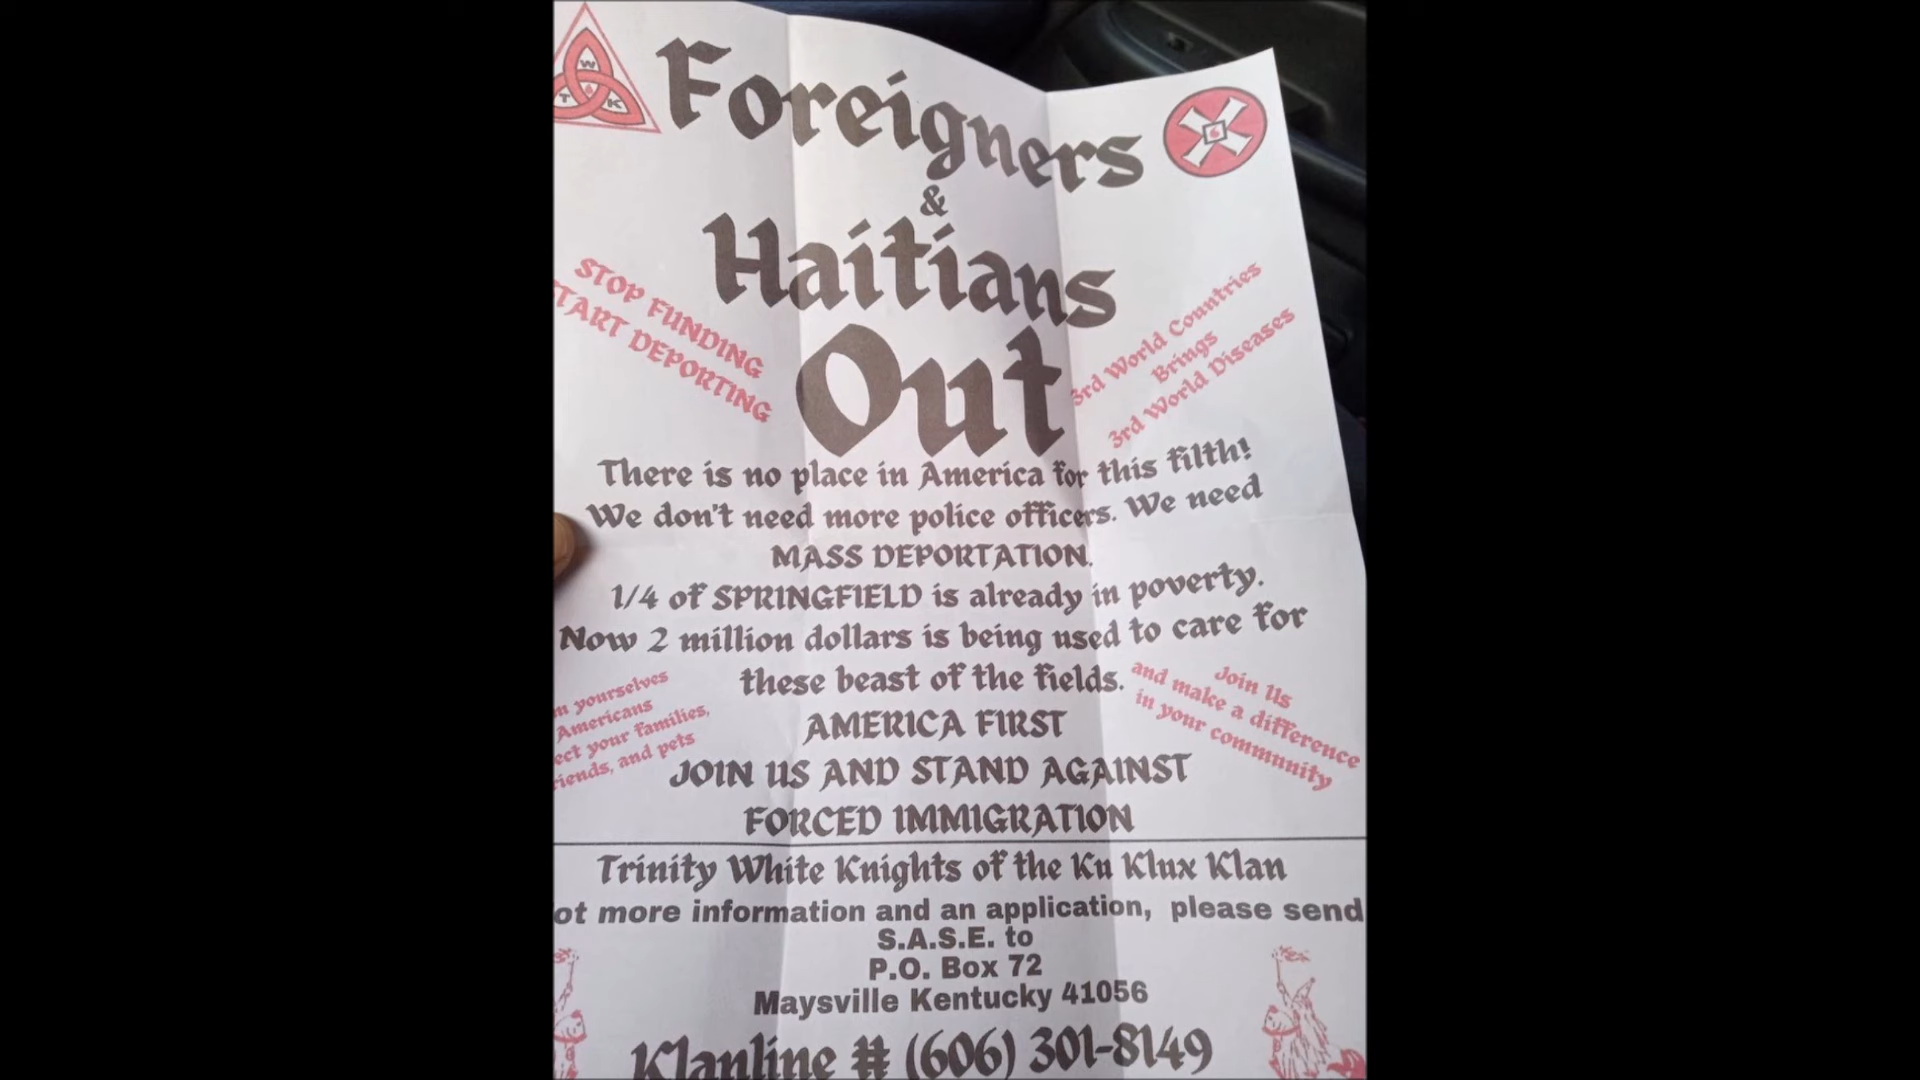 W
T K
Foreigners
&
Haitians
Out
STOP FUNDING
TART DEPORTING
3rd World Countries
Brings
3rd World Diseases
There is no place in America for this filth!
We don't need more police officers. We need
MASS DEPORTATION.
1/4 of SPRINGFIELD is already in poverty.
Now 2 million dollars is being used to care for
these beast of the fields.
AMERICA FIRST
JOIN US AND STAND AGAINST
FORCED IMMIGRATION
m yourselves
Americans
ect your families,
riends, and pets
Join Us
and make a difference
in your community
Trinity White Knights of the Ku Klux Klan
ot more information and an application, please send
S.A.S.E. to
P.O. Box 72
Maysville Kentucky 41056
Klanline # (606) 301-8149